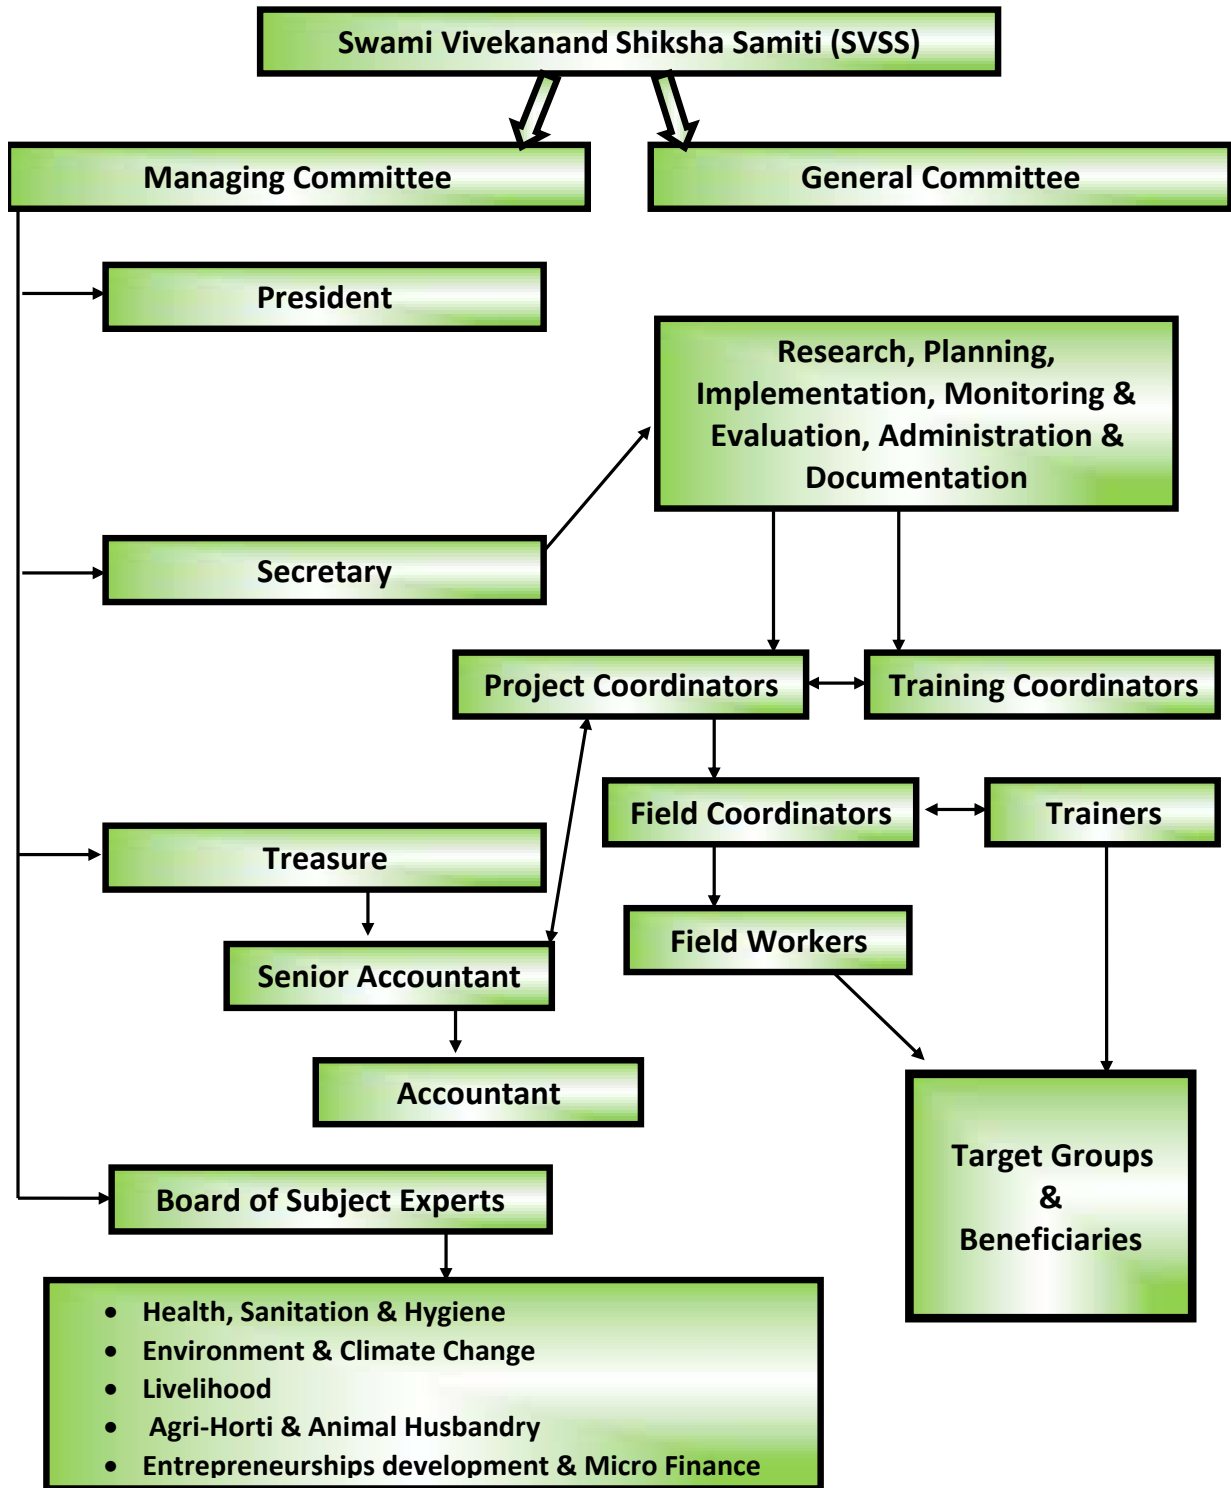 Swami Vivekanand Shiksha Samiti (SVSS)
Managing Committee
General Committee
President
Research, Planning,
Implementation, Monitoring &
Evaluation, Administration &
Documentation
Secretary
Project Coordinators
Training Coordinators
Field Coordinators
Trainers
Treasure
Field Workers
Senior Accountant
Accountant
Target Groups
&
Beneficiaries
Board of Subject Experts
• Health, Sanitation & Hygiene
• Environment & Climate Change
• Livelihood
• Agri-Horti & Animal Husbandry
• Entrepreneurships development & Micro Finance